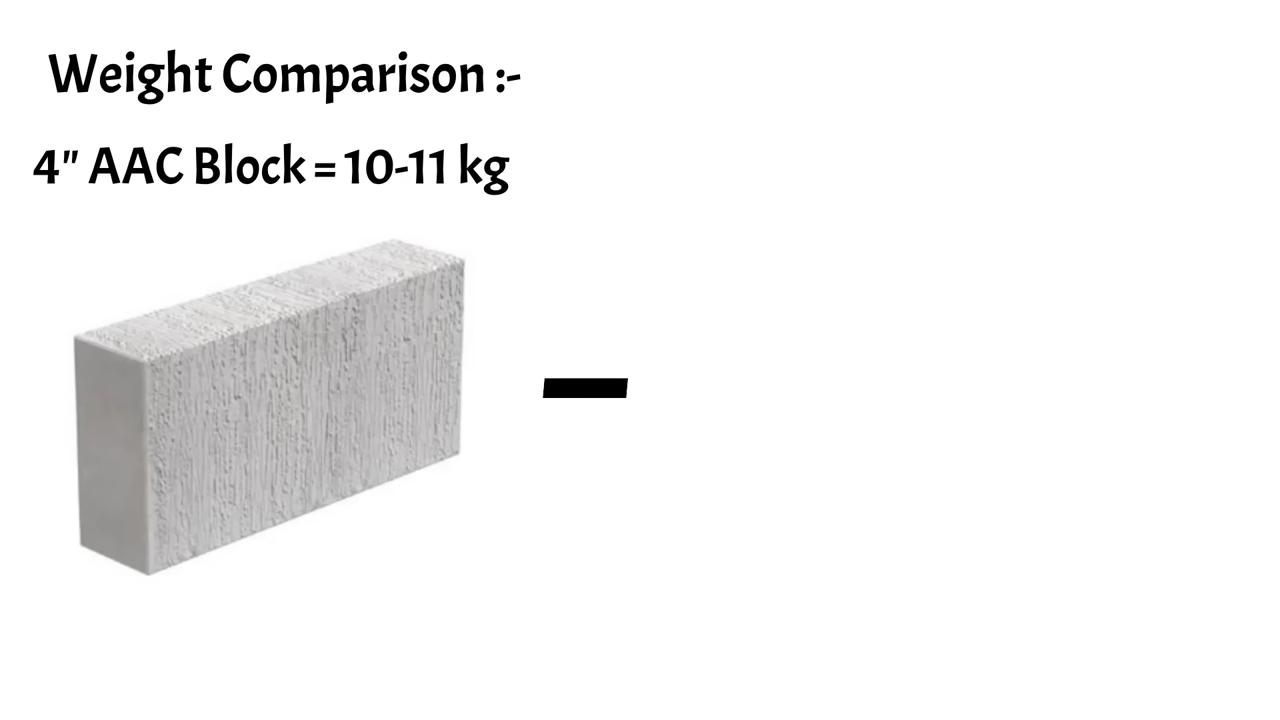 Weight Comparison :-
4" AAC Block = 10-11 kg
-